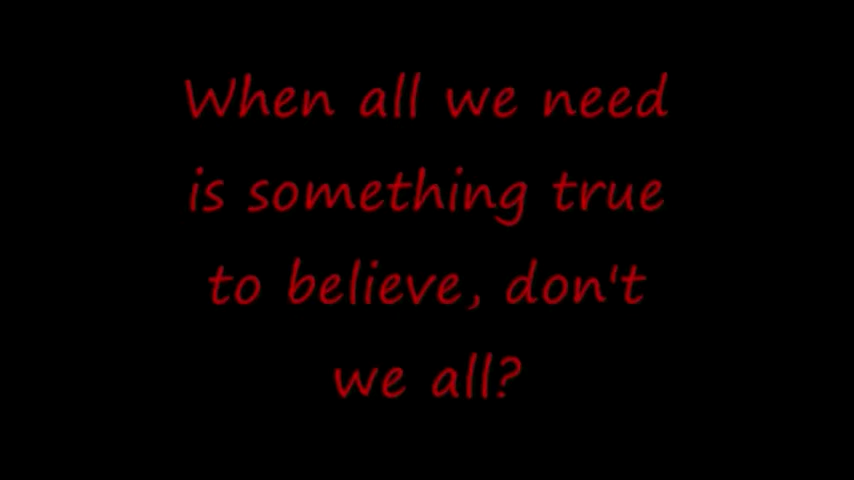 When all we need
is something true
to believe, don't
we all?